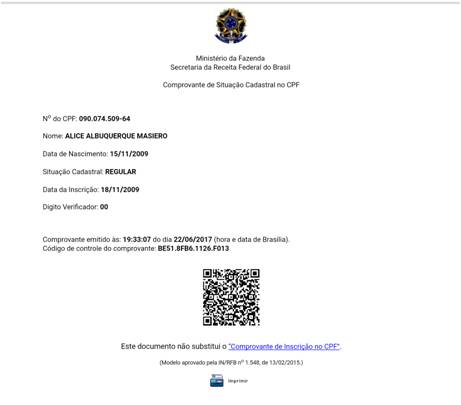 Ministério da Fazenda
Secretaria da Receita Federal do Brasil
Comprovante de Situação Cadastral no CPF
Nº do CPF: 090.074.509-64
Nome: ALICE ALBUQUERQUE MASIERO
Data de Nascimento: 15/11/2009
Situação Cadastral: REGULAR
Data da Inscrição: 18/11/2009
Digito Verificador: 00
Comprovante emitido às: 19:33:07 do dia 22/06/2017 (hora e data de Brasília).
Código de controle do comprovante: BE51.8FB6.1126.F013
Este documento não substitui o "Comprovante de Inscrição no CPF".
(Modelo aprovado pela IN/RFB nº 1.548, de 13/02/2015.)
Imprimir